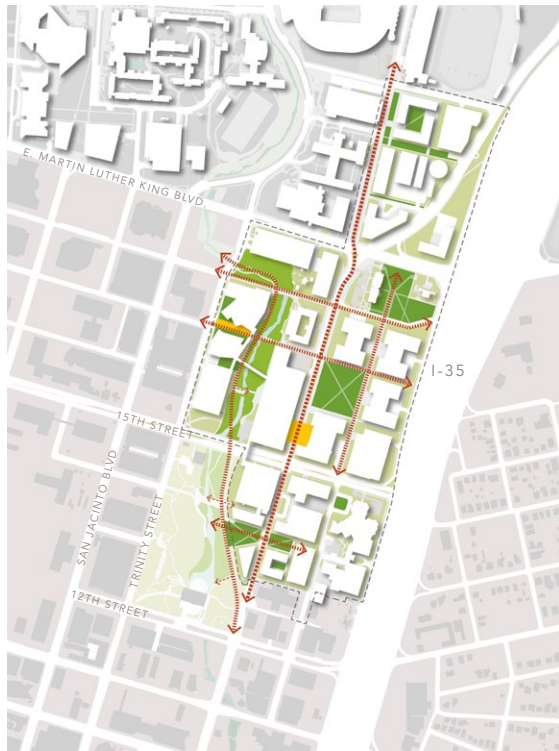 E. MARTIN LUTHER KING BLVD.
I-35
15TH STREET
SAN JACINTO BLVD
TRINITY STREET
12TH STREET